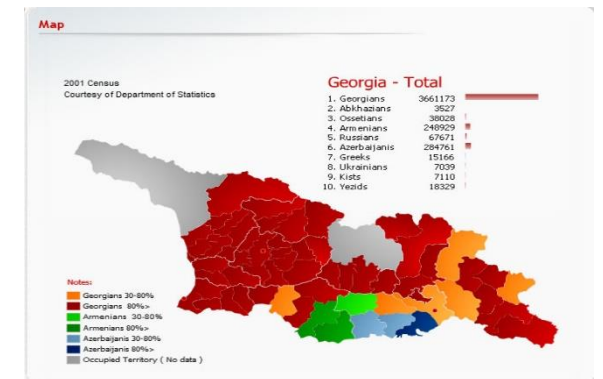 Map
2001 Census
Courtesy of Department of Statistics
Georgia - Total
1. Georgians 3661173
2. Abkhazians 3527
3. Ossetians 38028
4. Armenians 248929
5. Russians 67671
6. Azerbaijanis 284761
7. Greeks 15166
8. Ukrainians 7039
9. Kists 7110
10. Yezids 18329
Notes:
Georgians 30-80%
Georgians 80%>
Armenians 30-80%
Armenians 80%>
Azerbaijanis 30-80%
Azerbaijanis 80%>
Occupied Territory ( No data )